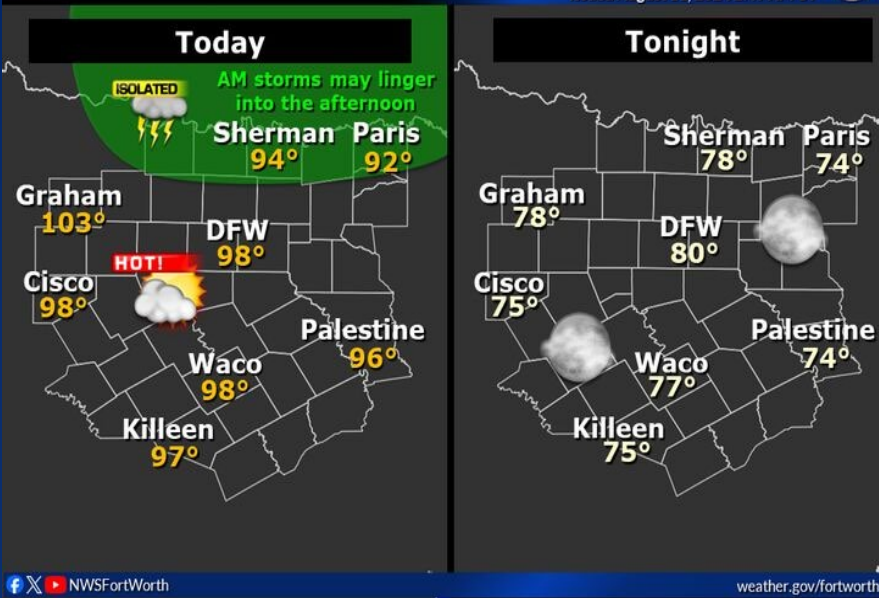 Today
ISOLATED
AM storms may linger
into the afternoon
Sherman
94°
Paris
92°
Graham
103°
DFW
98°
HOT!
Cisco
98°
Palestine
96°
Waco
98°
Killeen
97°
Tonight
Sherman
78°
Paris
74°
Graham
78°
DFW
80°
Cisco
75°
Palestine
74°
Waco
77°
Killeen
75°
NWSFortWorth
weather.gov/fortworth